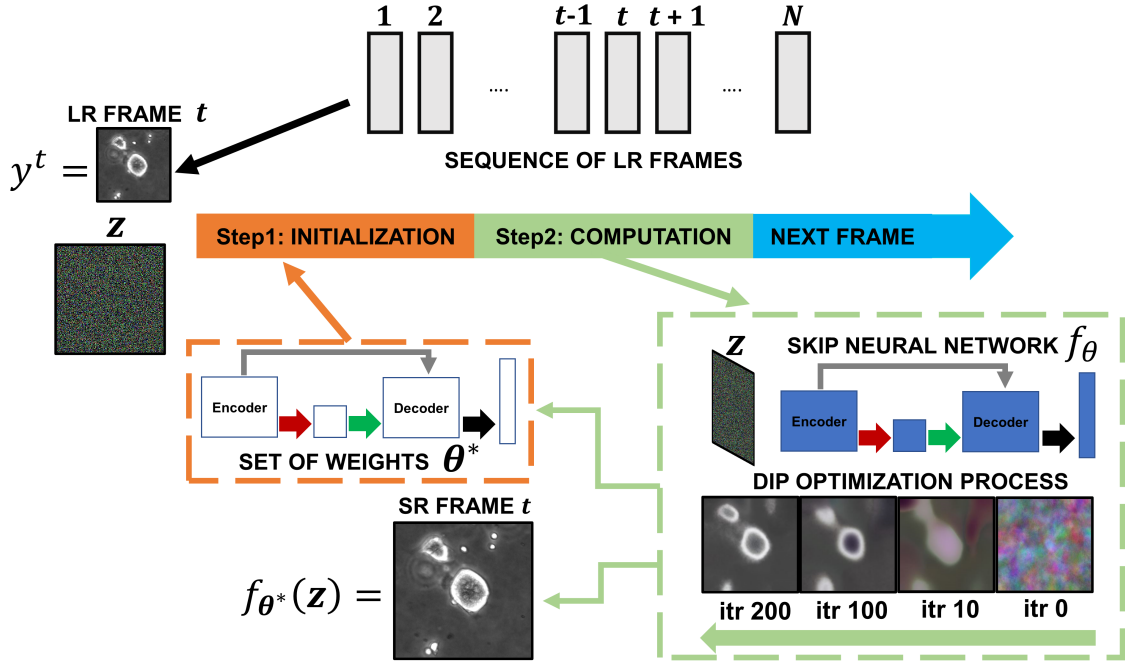 1 2 t-1 t t + 1 N
.... ....
SEQUENCE OF LR FRAMES
LR FRAME t
y^t =
z
Step1: INITIALIZATION Step2: COMPUTATION NEXT FRAME
Encoder Decoder
SET OF WEIGHTS θ*
z SKIP NEURAL NETWORK f_θ
Encoder Decoder
DIP OPTIMIZATION PROCESS
itr 200 itr 100 itr 10 itr 0
SR FRAME t
f_θ*(z) =